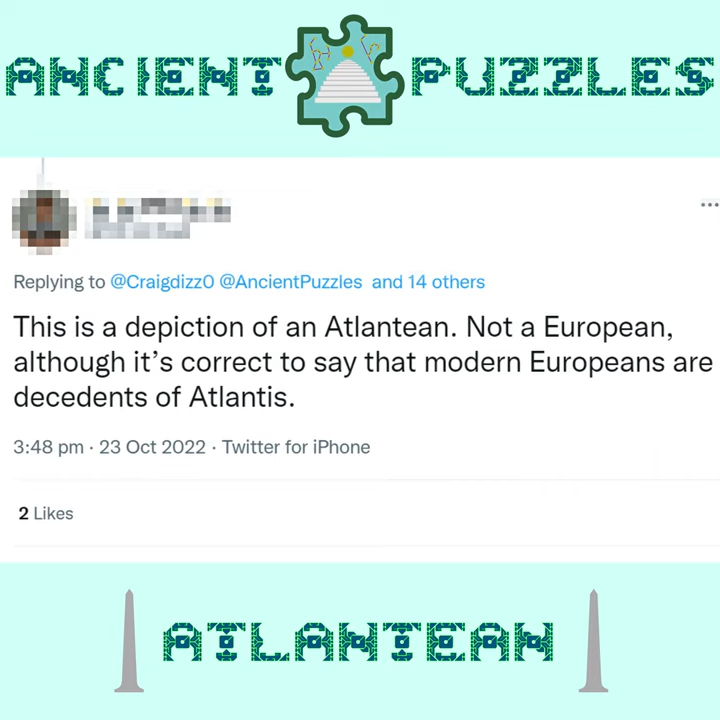 ANCIENT PUZZLES
Replying to @Craigdizz0 @AncientPuzzles and 14 others
This is a depiction of an Atlantean. Not a European,
although it’s correct to say that modern Europeans are
decedents of Atlantis.
3:48 pm · 23 Oct 2022 · Twitter for iPhone
2 Likes
ATLANTEAN